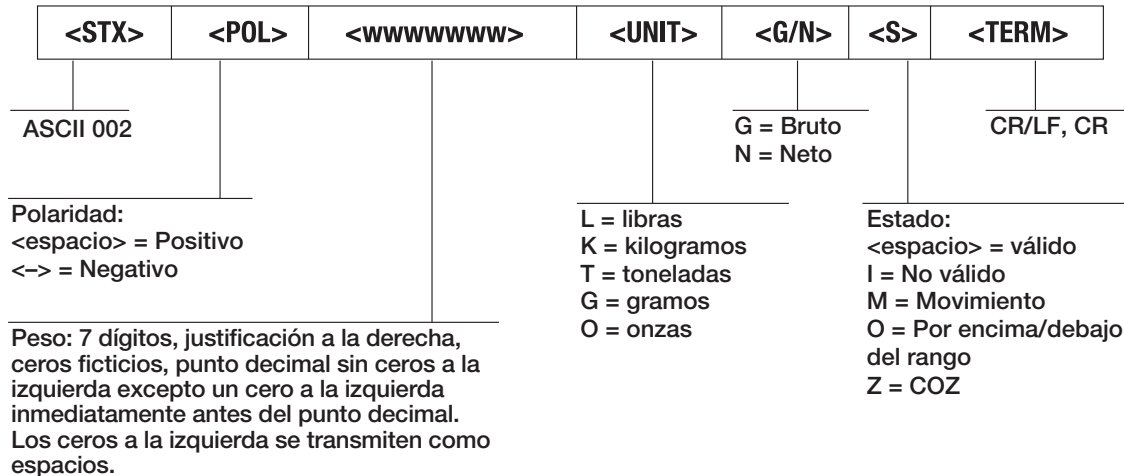 <STX> <POL> <wwwwwww> <UNIT> <G/N> <S> <TERM>
ASCII 002
G = Bruto
N = Neto
CR/LF, CR
Polaridad:
<espacio> = Positivo
<–> = Negativo
L = libras
K = kilogramos
T = toneladas
G = gramos
O = onzas
Estado:
<espacio> = válido
I = No válido
M = Movimiento
O = Por encima/debajo
del rango
Z = COZ
Peso: 7 dígitos, justificación a la derecha,
ceros ficticios, punto decimal sin ceros a la
izquierda excepto un cero a la izquierda
inmediatamente antes del punto decimal.
Los ceros a la izquierda se transmiten como
espacios.